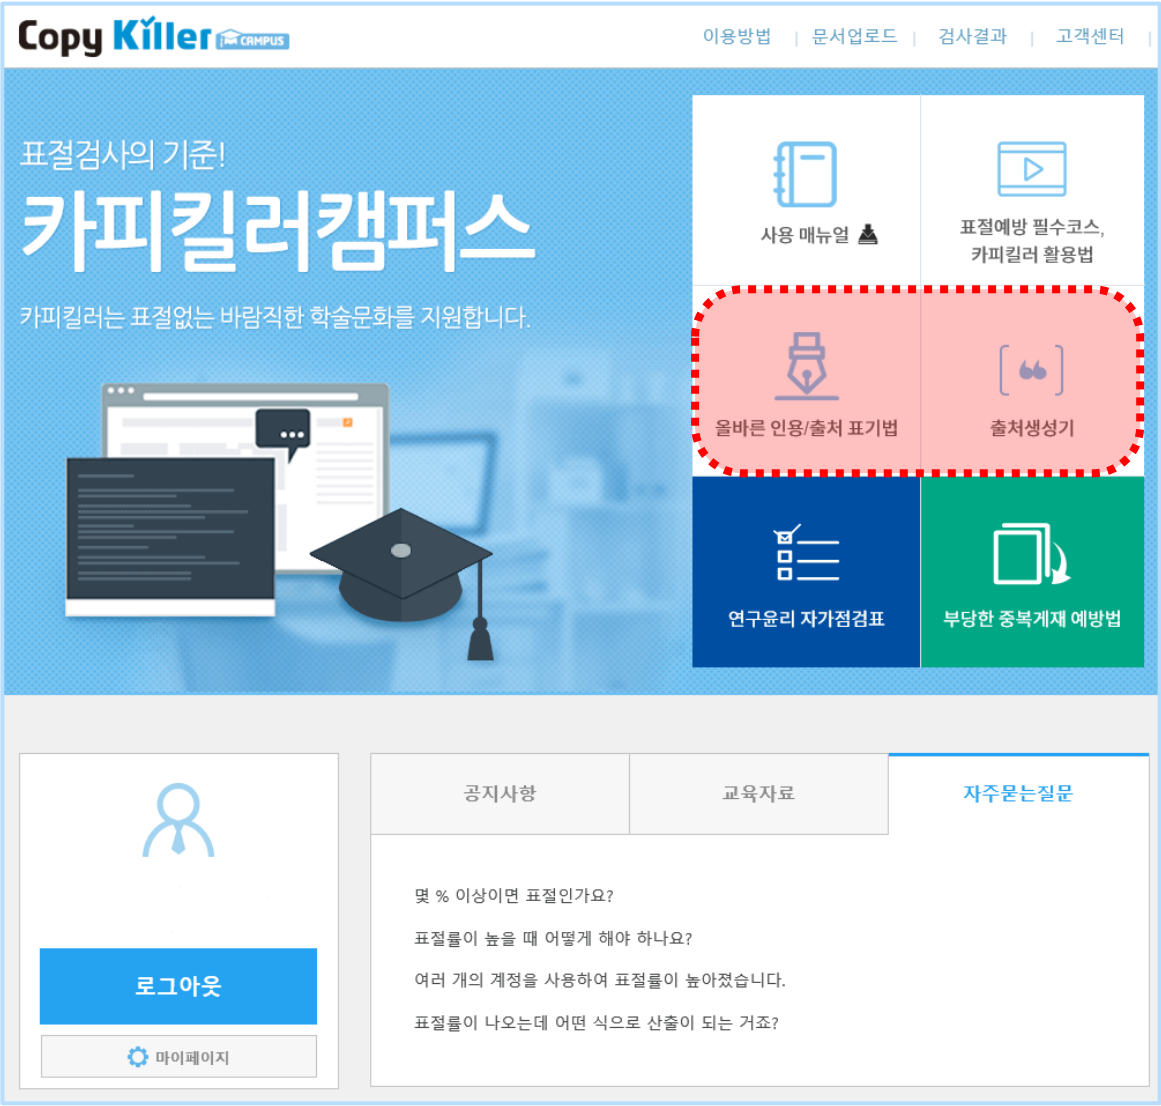 Copy Killer CAMPUS
이용방법 | 문서업로드 | 검사결과 | 고객센터 |
표절검사의 기준!
카피킬러캠퍼스
카피킬러는 표절없는 바람직한 학술문화를 지원합니다.
사용 매뉴얼
표절예방 필수코스,
카피킬러 활용법
올바른 인용/출처 표기법
출처생성기
연구윤리 자가점검표
부당한 중복게재 예방법
로그아웃
마이페이지
공지사항
교육자료
자주묻는질문
몇 % 이상이면 표절인가요?
표절률이 높을 때 어떻게 해야 하나요?
여러 개의 계정을 사용하여 표절률이 높아졌습니다.
표절률이 나오는데 어떤 식으로 산출이 되는 거죠?